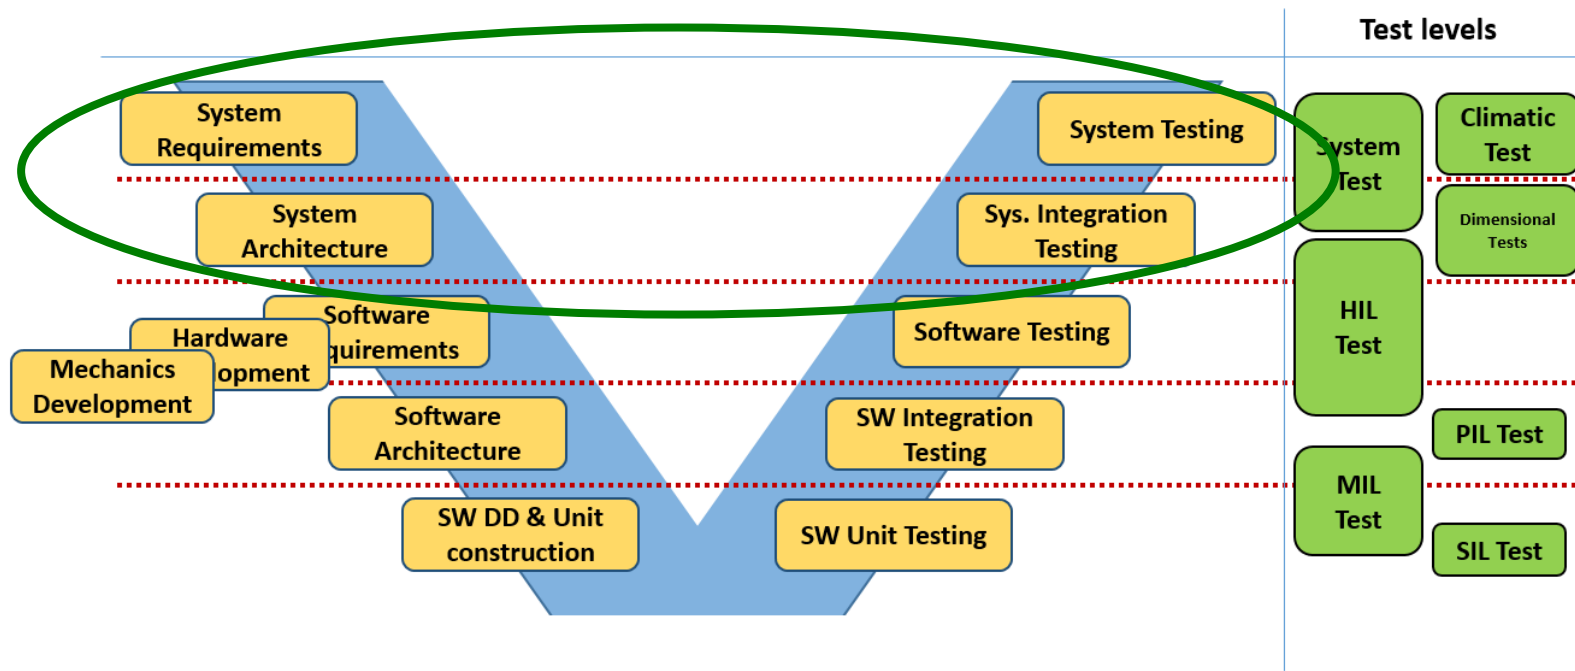 Test levels
System
Requirements
System Testing
System
Test
Climatic
Test
System
Architecture
Sys. Integration
Testing
Dimensional
Tests
Software
quirements
Hardware
opment
Mechanics
Development
Software Testing
HIL
Test
Software
Architecture
SW Integration
Testing
PIL Test
MIL
Test
SW DD & Unit
construction
SW Unit Testing
SIL Test